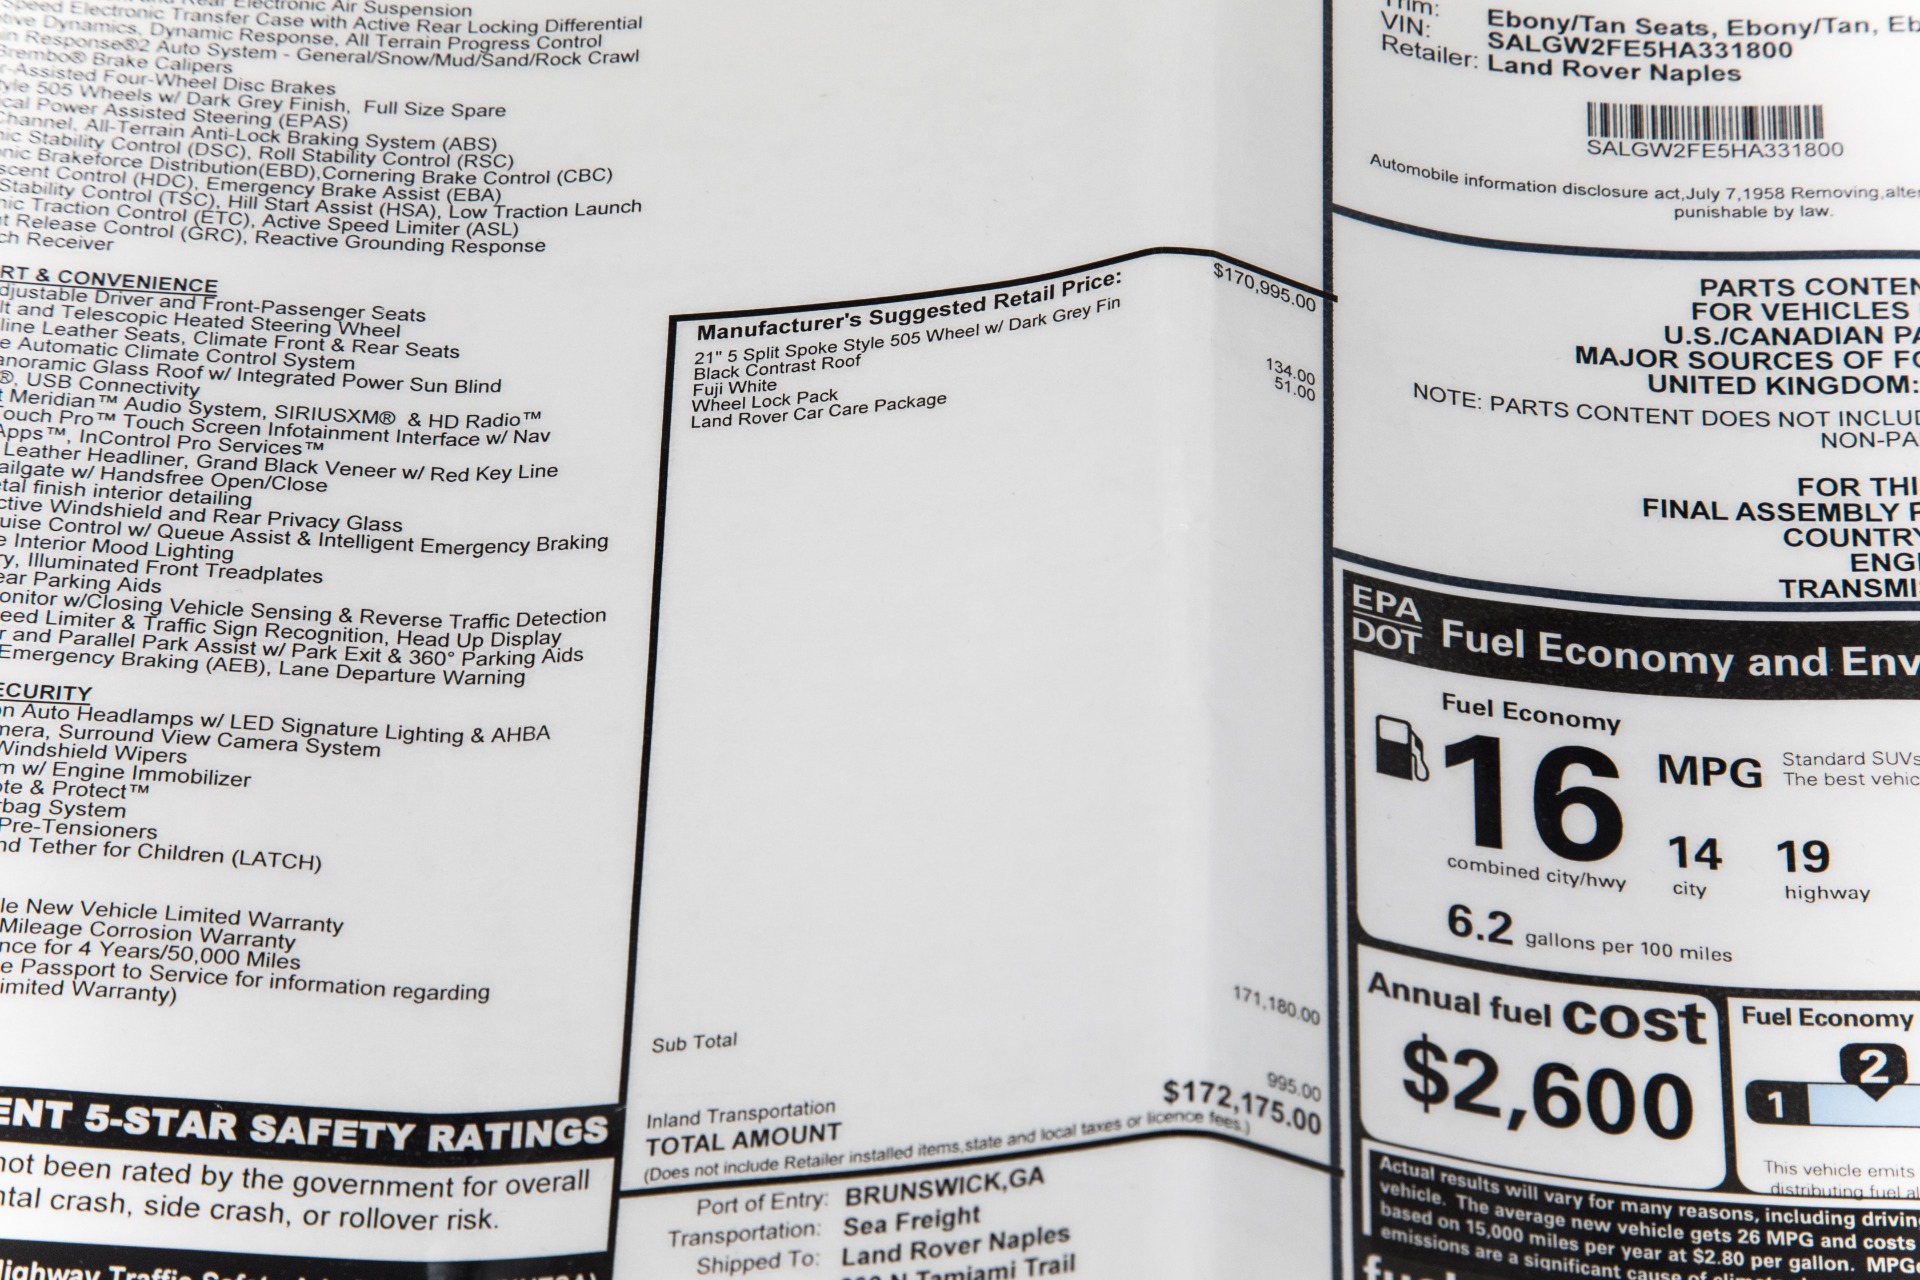 Electronic Air Suspension
Speed Electronic Transfer Case with Active Rear Locking Differential
Dynamics, Dynamic Response, All Terrain Progress Control
Response®2 Auto System - General/Snow/Mud/Sand/Rock Crawl
Brembo® Brake Calipers
-Assisted Four-Wheel Disc Brakes
505 Wheels w/ Dark Grey Finish, Full Size Spare
Power Assisted Steering (EPAS)
Channel, All-Terrain Anti-Lock Braking System (ABS)
Stability Control (DSC), Roll Stability Control (RSC)
Brakeforce Distribution(EBD),Cornering Brake Control (CBC)
Control (HDC), Emergency Brake Assist (EBA)
Stability Control (TSC), Hill Start Assist (HSA), Low Traction Launch
Traction Control (ETC), Active Speed Limiter (ASL)
Release Control (GRC), Reactive Grounding Response
Receiver
RT & CONVENIENCE
djustable Driver and Front-Passenger Seats
lt and Telescopic Heated Steering Wheel
line Leather Seats, Climate Front & Rear Seats
e Automatic Climate Control System
anoramic Glass Roof w/ Integrated Power Sun Blind
®, USB Connectivity
t Meridian™ Audio System, SIRIUSXM® & HD Radio™
Touch Pro™ Touch Screen Infotainment Interface w/ Nav
Apps™, InControl Pro Services™
Leather Headliner, Grand Black Veneer w/ Red Key Line
ailgate w/ Handsfree Open/Close
etal finish interior detailing
ctive Windshield and Rear Privacy Glass
uise Control w/ Queue Assist & Intelligent Emergency Braking
e Interior Mood Lighting
ry, Illuminated Front Treadplates
ear Parking Aids
onitor w/Closing Vehicle Sensing & Reverse Traffic Detection
eed Limiter & Traffic Sign Recognition, Head Up Display
r and Parallel Park Assist w/ Park Exit & 360° Parking Aids
Emergency Braking (AEB), Lane Departure Warning
ECURITY
on Auto Headlamps w/ LED Signature Lighting & AHBA
mera, Surround View Camera System
Windshield Wipers
m w/ Engine Immobilizer
ote & Protect™
rbag System
Pre-Tensioners
nd Tether for Children (LATCH)
le New Vehicle Limited Warranty
Mileage Corrosion Warranty
nce for 4 Years/50,000 Miles
e Passport to Service for information regarding
imited Warranty)
ENT 5-STAR SAFETY RATINGS
not been rated by the government for overall
ntal crash, side crash, or rollover risk.
Highway Traffic
Manufacturer's Suggested Retail Price: $170,995.00
21" 5 Split Spoke Style 505 Wheel w/ Dark Grey Fin
Black Contrast Roof
Fuji White
Wheel Lock Pack 134.00
Land Rover Car Care Package 51.00
Sub Total 171,180.00
Inland Transportation 995.00
TOTAL AMOUNT $172,175.00
(Does not include Retailer installed items,state and local taxes or licence fees.)
Port of Entry: BRUNSWICK,GA
Transportation: Sea Freight
Shipped To: Land Rover Naples
N Tamiami Trail
Trim: Ebony/Tan Seats, Ebony/Tan, Eb
VIN: SALGW2FE5HA331800
Retailer: Land Rover Naples
SALGW2FE5HA331800
Automobile information disclosure act,July 7,1958 Removing,alte
punishable by law.
PARTS CONTEN
FOR VEHICLES
U.S./CANADIAN PA
MAJOR SOURCES OF FO
UNITED KINGDOM:
NOTE: PARTS CONTENT DOES NOT INCLUD
NON-PA
FOR THI
FINAL ASSEMBLY P
COUNTRY
ENGI
TRANSMI
EPA
DOT
Fuel Economy and Env
Fuel Economy
16 MPG
Standard SUVs
The best vehic
combined city/hwy
14 city
19 highway
6.2 gallons per 100 miles
Annual fuel cost
$2,600
Fuel Economy
2
1
This vehicle emits
distributing fuel al
Actual results will vary for many reasons, including drivin
vehicle. The average new vehicle gets 26 MPG and costs
based on 15,000 miles per year at $2.80 per gallon. MPG
emissions are a significant cause of